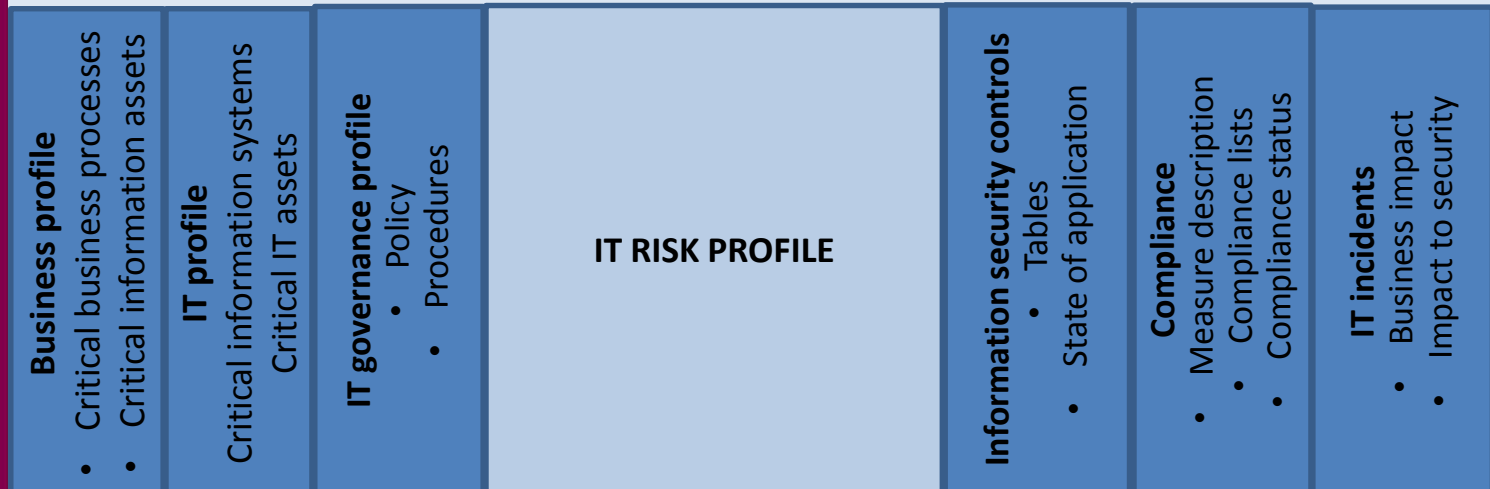 Business profile
• Critical business processes
• Critical information assets
IT profile
Critical information systems
Critical IT assets
IT governance profile
• Policy
• Procedures
IT RISK PROFILE
Information security controls
• Tables
• State of application
Compliance
• Measure description
• Compliance lists
• Compliance status
IT incidents
• Business impact
• Impact to security